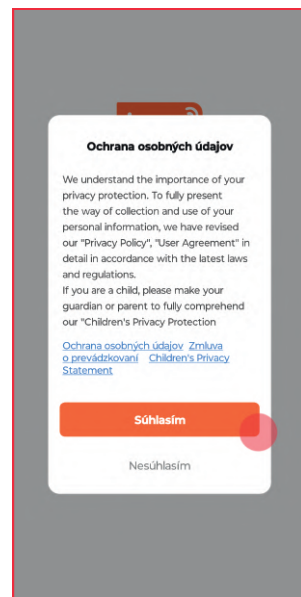 Ochrana osobných údajov
We understand the importance of your
privacy protection. To fully present
the way of collection and use of your
personal information, we have revised
our "Privacy Policy", "User Agreement" in
detail in accordance with the latest laws
and regulations.
If you are a child, please make your
guardian or parent to fully comprehend
our "Children's Privacy Protection
Ochrana osobných údajov Zmluva
o prevádzkovaní Children's Privacy
Statement
Súhlasím
Nesúhlasím